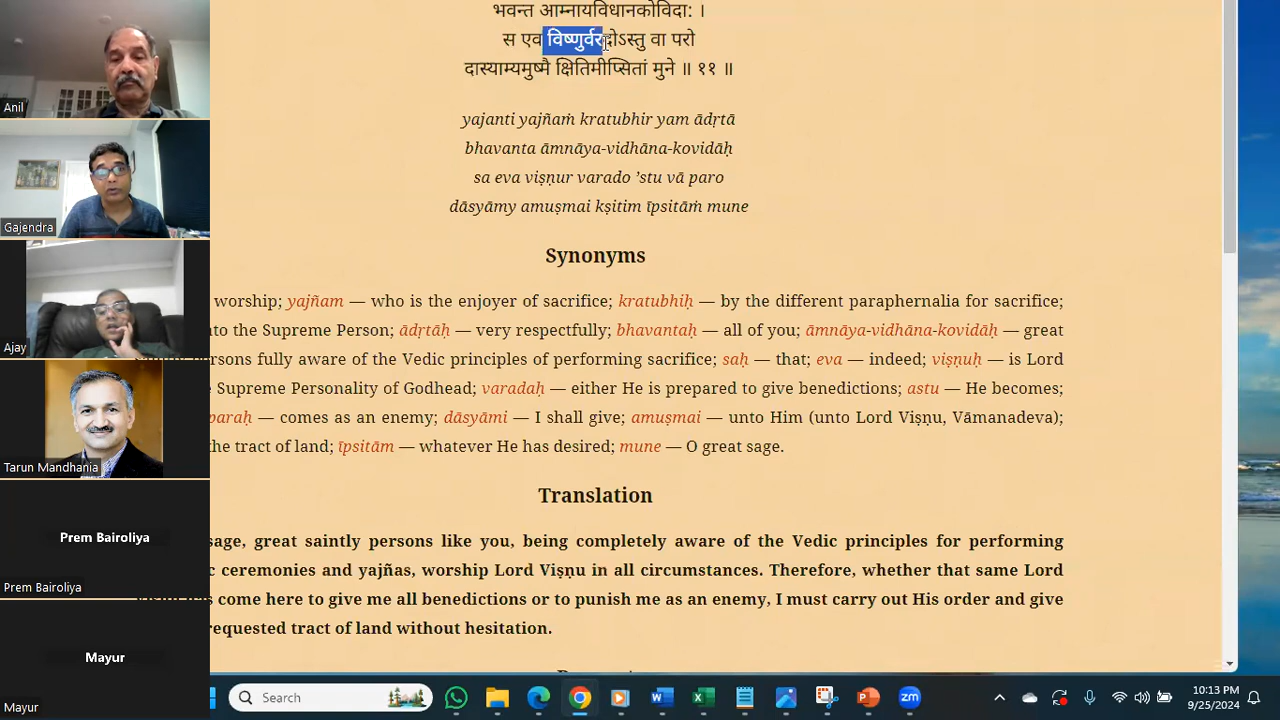 भवन्त आम्नायविधानकोविदाः ।
स एव विष्णुर्वरदोऽस्तु वा परो
दास्याम्यमुष्मै क्षितिमीप्सितां मुने ॥ ११ ॥
yajanti yajñaṁ kratubhir yam ādṛtā
bhavanta āmnāya-vidhāna-kovidāḥ
sa eva viṣṇur varado ’stu vā paro
dāsyāmy amuṣmai kṣitim īpsitāṁ mune
Synonyms
worship; yajñam — who is the enjoyer of sacrifice; kratubhiḥ — by the different paraphernalia for sacrifice;
the Supreme Person; ādṛtāḥ — very respectfully; bhavantaḥ — all of you; āmnāya-vidhāna-kovidāḥ — great
persons fully aware of the Vedic principles of performing sacrifice; saḥ — that; eva — indeed; viṣṇuḥ — is Lord
Supreme Personality of Godhead; varadaḥ — either He is prepared to give benedictions; astu — He becomes;
paraḥ — comes as an enemy; dāsyāmi — I shall give; amuṣmai — unto Him (unto Lord Viṣṇu, Vāmanadeva);
the tract of land; īpsitām — whatever He has desired; mune — O great sage.
Translation
sage, great saintly persons like you, being completely aware of the Vedic principles for performing
ceremonies and yajñas, worship Lord Viṣṇu in all circumstances. Therefore, whether that same Lord
come here to give me all benedictions or to punish me as an enemy, I must carry out His order and give
requested tract of land without hesitation.
Anil
Gajendra
Ajay
Tarun Mandhania
Prem Bairoliya
Prem Bairoliya
Mayur
Mayur
Search
zm
10:13 PM
9/25/2024